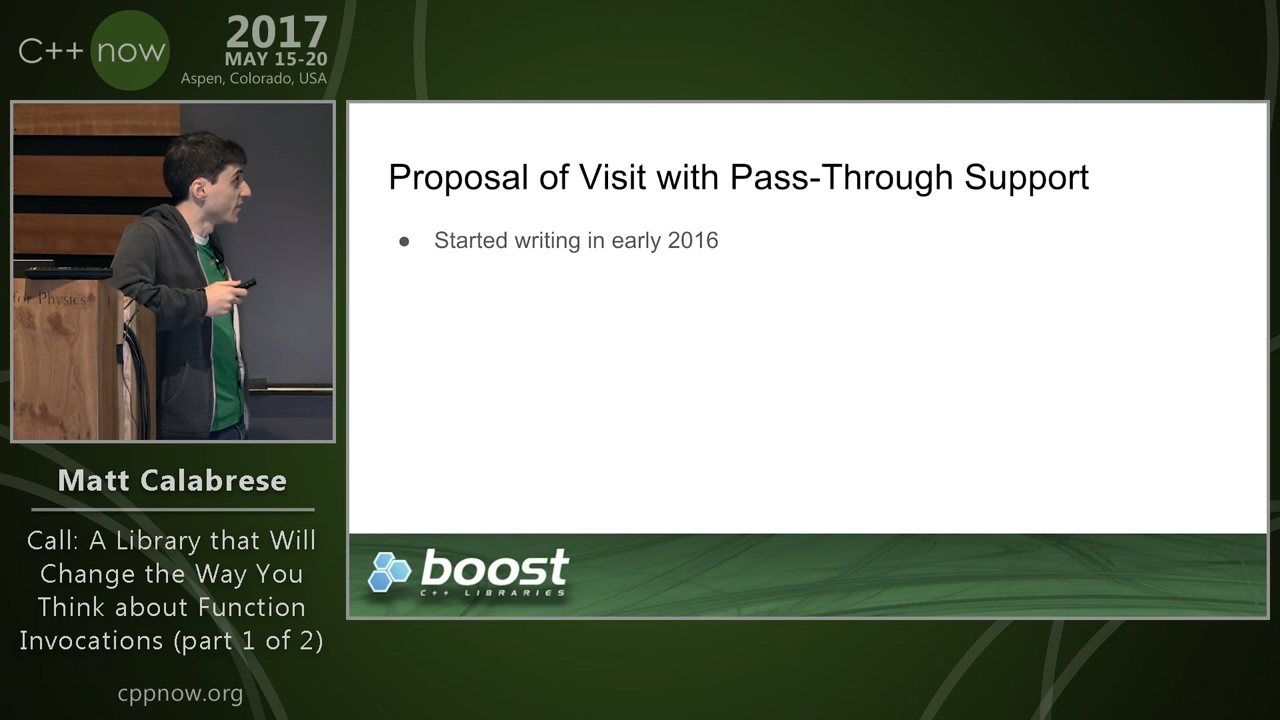 C++ now
2017
MAY 15-20
Aspen, Colorado, USA
for Physics
Matt Calabrese
Call: A Library that Will
Change the Way You
Think about Function
Invocations (part 1 of 2)
cppnow.org
Proposal of Visit with Pass-Through Support
● Started writing in early 2016
boost
C++ LIBRARIES